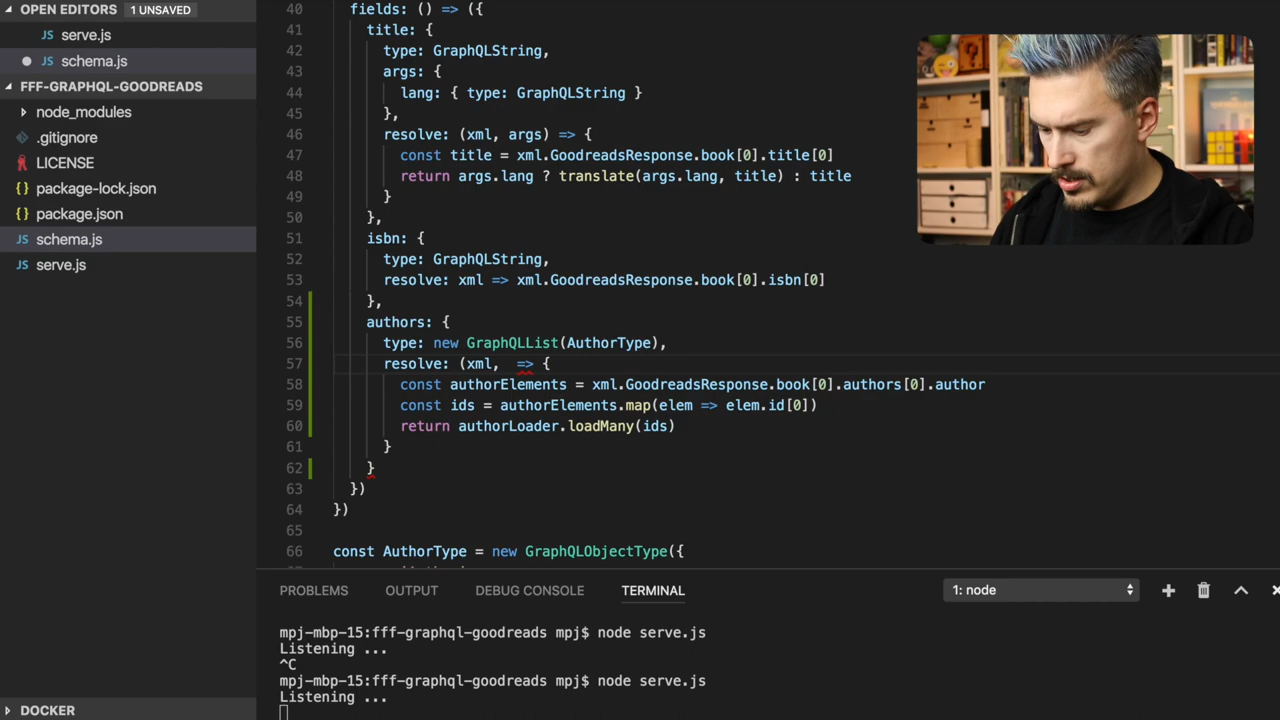 OPEN EDITORS 1 UNSAVED
JS serve.js
JS schema.js
FFF-GRAPHQL-GOODREADS
node_modules
.gitignore
LICENSE
{} package-lock.json
{} package.json
JS schema.js
JS serve.js
DOCKER
40 fields: () => ({
41 title: {
42 type: GraphQLString,
43 args: {
44 lang: { type: GraphQLString }
45 },
46 resolve: (xml, args) => {
47 const title = xml.GoodreadsResponse.book[0].title[0]
48 return args.lang ? translate(args.lang, title) : title
49 }
50 },
51 isbn: {
52 type: GraphQLString,
53 resolve: xml => xml.GoodreadsResponse.book[0].isbn[0]
54 },
55 authors: {
56 type: new GraphQLList(AuthorType),
57 resolve: (xml,  => {
58 const authorElements = xml.GoodreadsResponse.book[0].authors[0].author
59 const ids = authorElements.map(elem => elem.id[0])
60 return authorLoader.loadMany(ids)
61 }
62 }
63 })
64 })
65
66 const AuthorType = new GraphQLObjectType({
PROBLEMS OUTPUT DEBUG CONSOLE TERMINAL 1: node
mpj-mbp-15:fff-graphql-goodreads mpj$ node serve.js
Listening ...
^C
mpj-mbp-15:fff-graphql-goodreads mpj$ node serve.js
Listening ...